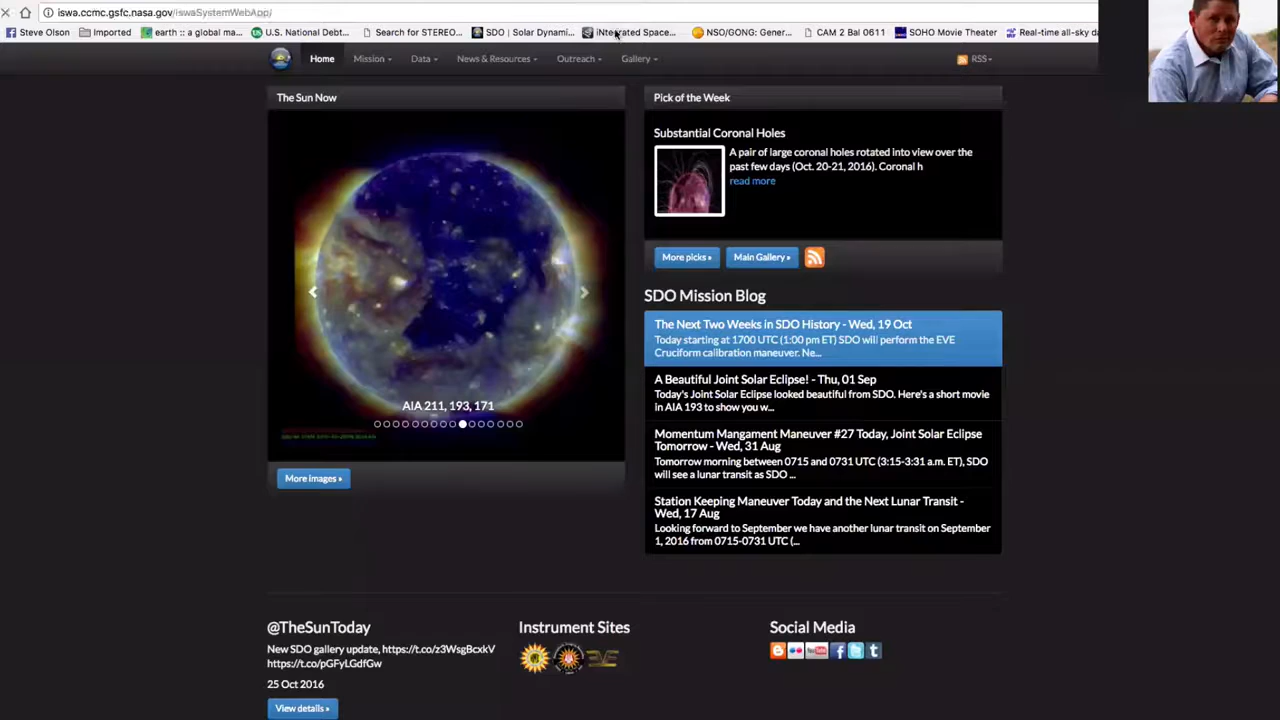 iswa.ccmc.gsfc.nasa.gov/iswaSystemWebApp/
Steve Olson
Imported
earth :: a global ma...
U.S. National Debt...
Search for STEREO...
SDO | Solar Dynami...
iNtegrated Space...
NSO/GONG: Gener...
CAM 2 Bal 0611
SOHO Movie Theater
Real-time all-sky da
Home
Mission
Data
News & Resources
Outreach
Gallery
RSS
The Sun Now
AIA 211, 193, 171
More images »
Pick of the Week
Substantial Coronal Holes
A pair of large coronal holes rotated into view over the
past few days (Oct. 20-21, 2016). Coronal h
read more
More picks »
Main Gallery »
SDO Mission Blog
The Next Two Weeks in SDO History - Wed, 19 Oct
Today starting at 1700 UTC (1:00 pm ET) SDO will perform the EVE
Cruciform calibration maneuver. Ne...
A Beautiful Joint Solar Eclipse! - Thu, 01 Sep
Today's Joint Solar Eclipse looked beautiful from SDO. Here's a short movie
in AIA 193 to show you w...
Momentum Mangament Maneuver #27 Today, Joint Solar Eclipse
Tomorrow - Wed, 31 Aug
Tomorrow morning between 0715 and 0731 UTC (3:15-3:31 a.m. ET), SDO
will see a lunar transit as SDO ...
Station Keeping Maneuver Today and the Next Lunar Transit -
Wed, 17 Aug
Looking forward to September we have another lunar transit on September
1, 2016 from 0715-0731 UTC (...
@TheSunToday
New SDO gallery update, https://t.co/z3WsgBcxkV
https://t.co/pGFyLGdfGw
25 Oct 2016
View details »
Instrument Sites
EVE
Social Media